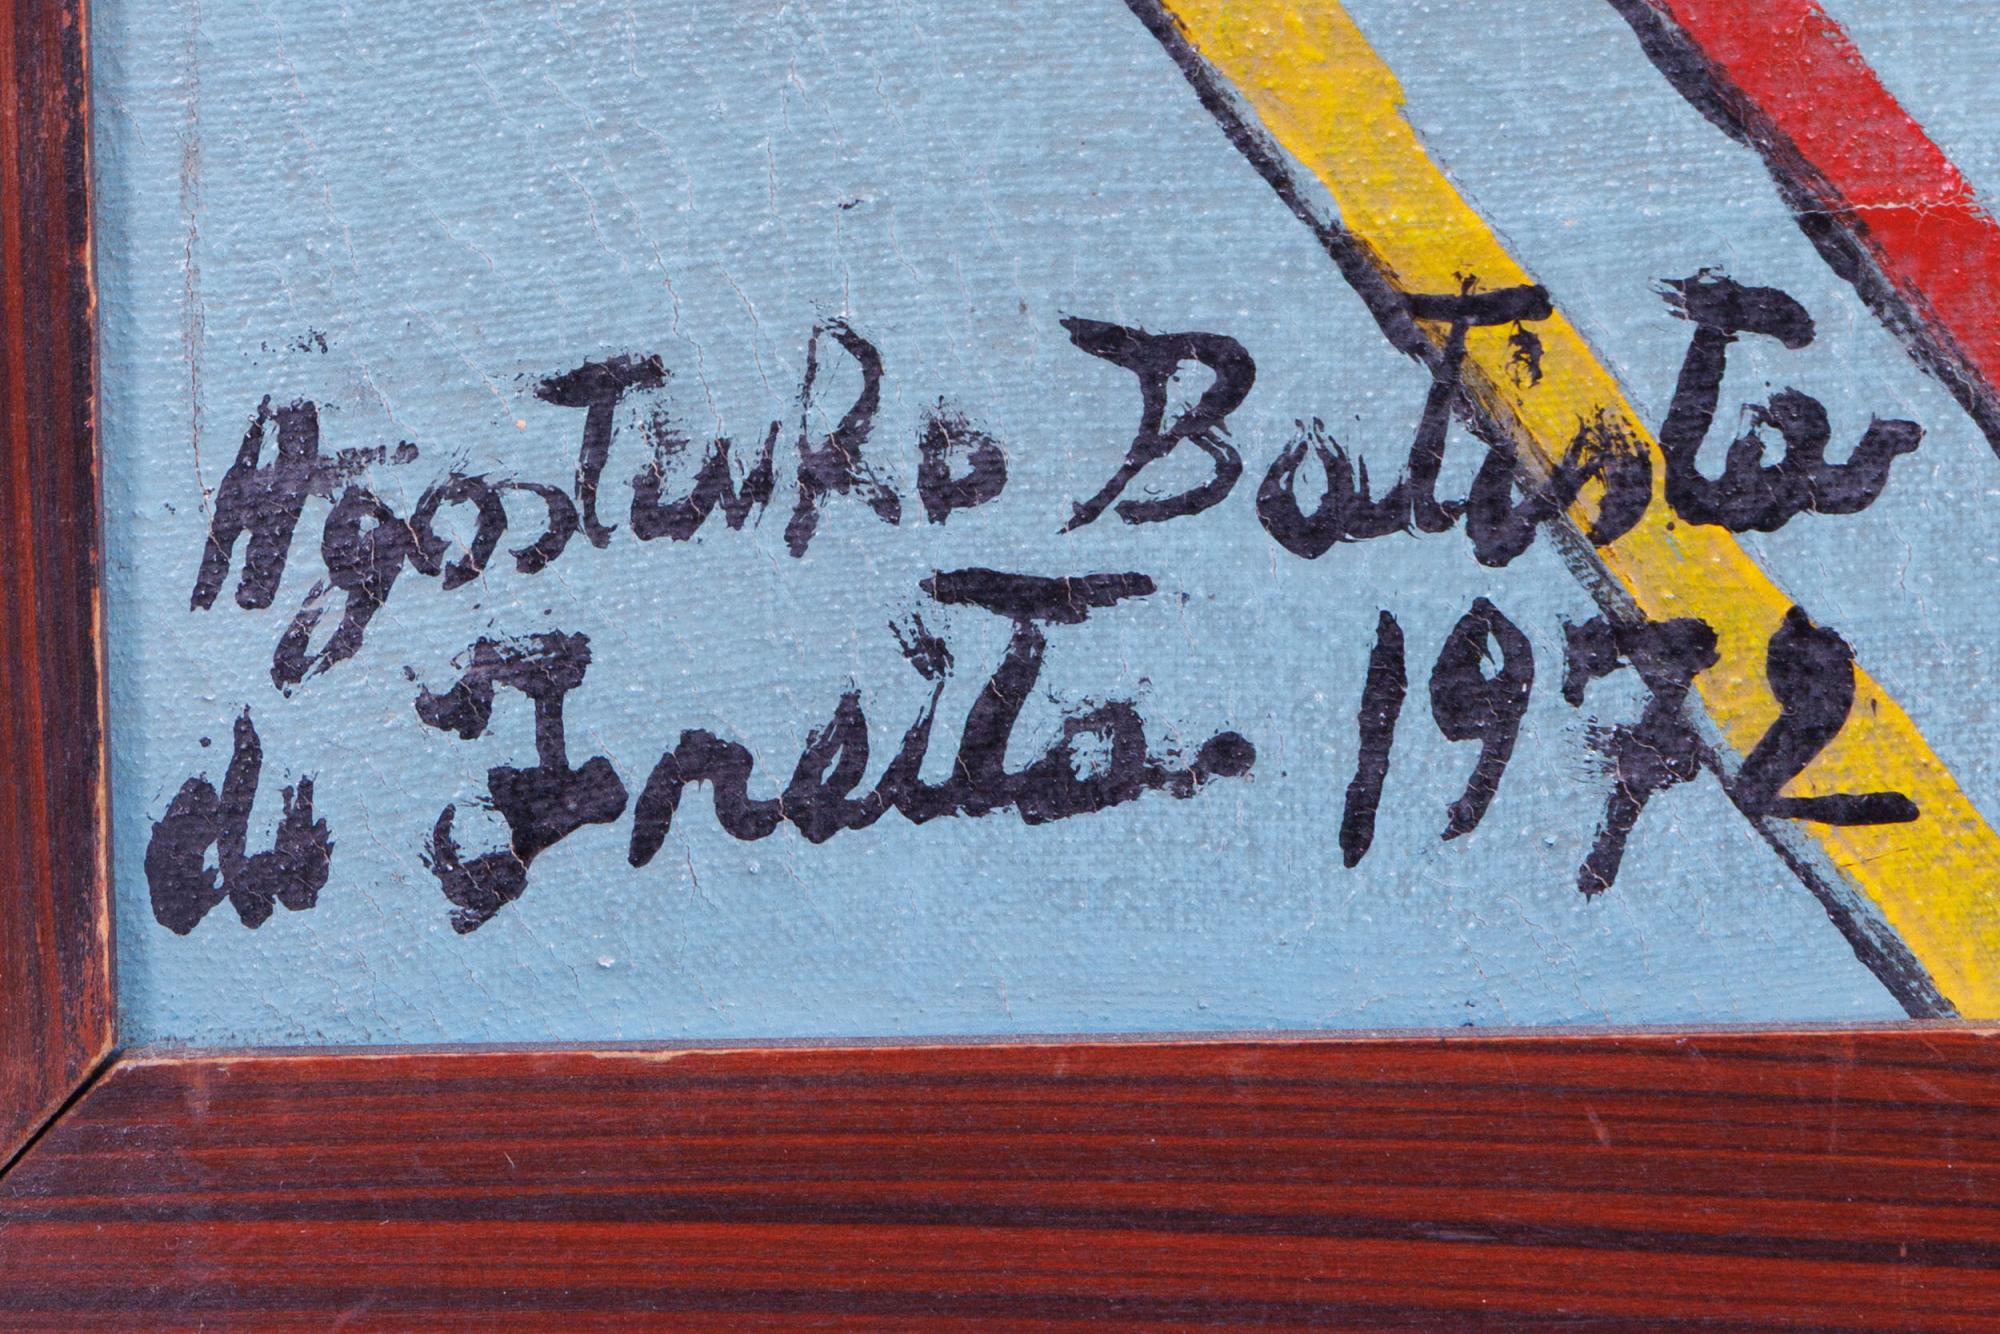 Agostinho Batista
de Freitas. 1972